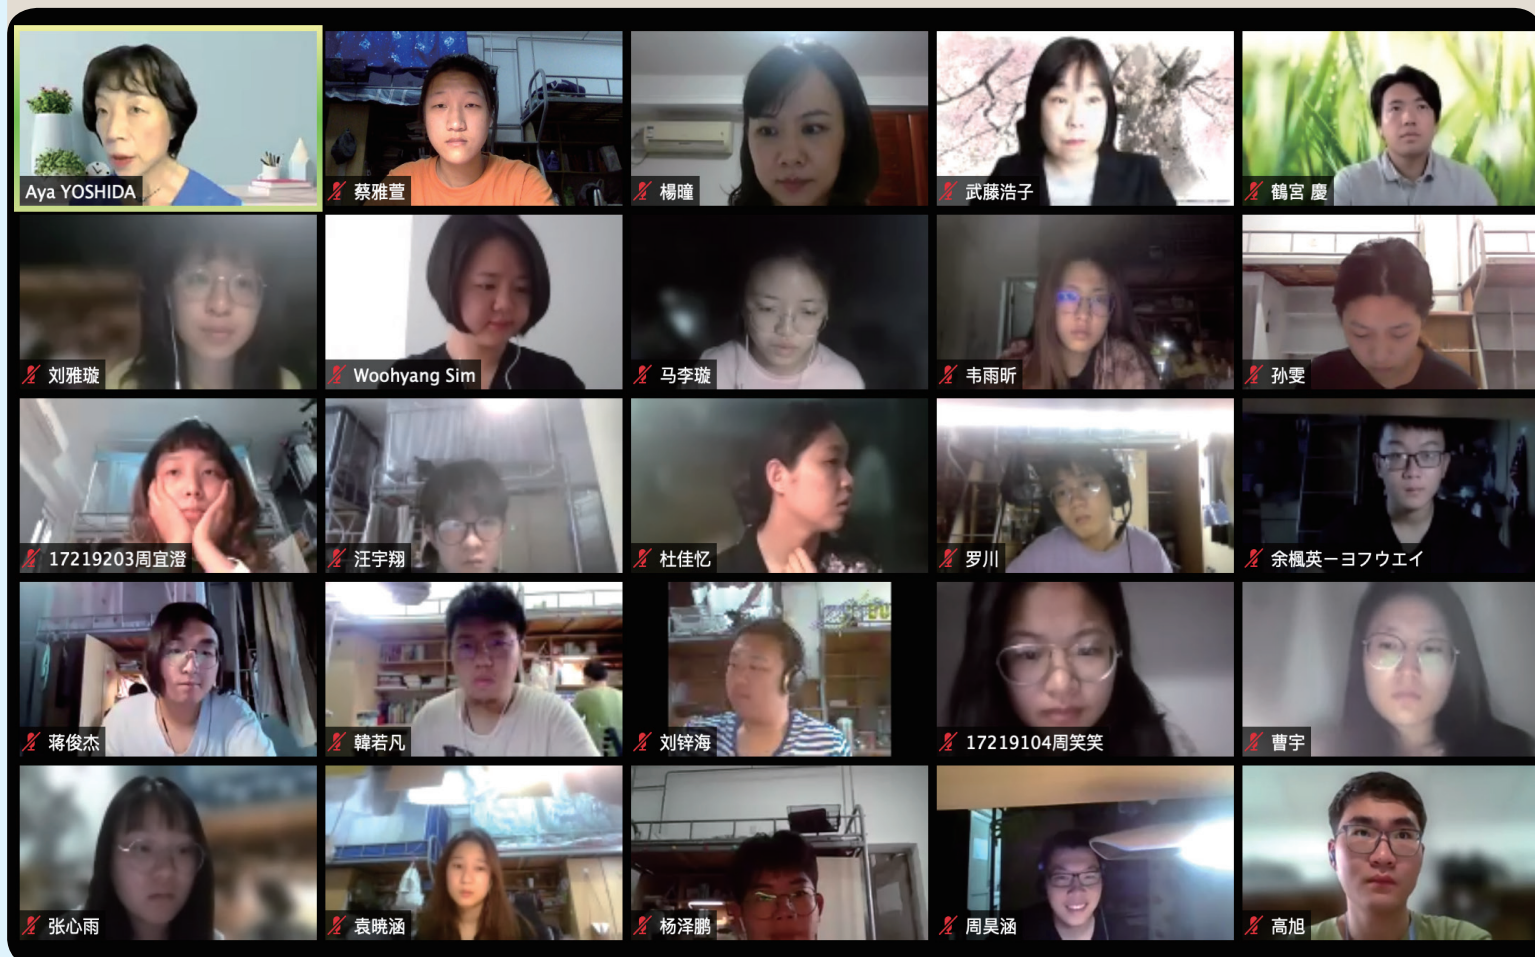 Aya YOSHIDA
蔡雅萱
楊曈
武藤浩子
鶴宮 慶
刘雅璇
Woohyang Sim
马李璇
韦雨昕
孙雯
17219203周宜澄
汪宇翔
杜佳忆
罗川
余楓英ーヨフウエイ
蒋俊杰
韓若凡
刘锌海
17219104周笑笑
曹宇
张心雨
袁曉涵
杨泽鹏
周昊涵
高旭